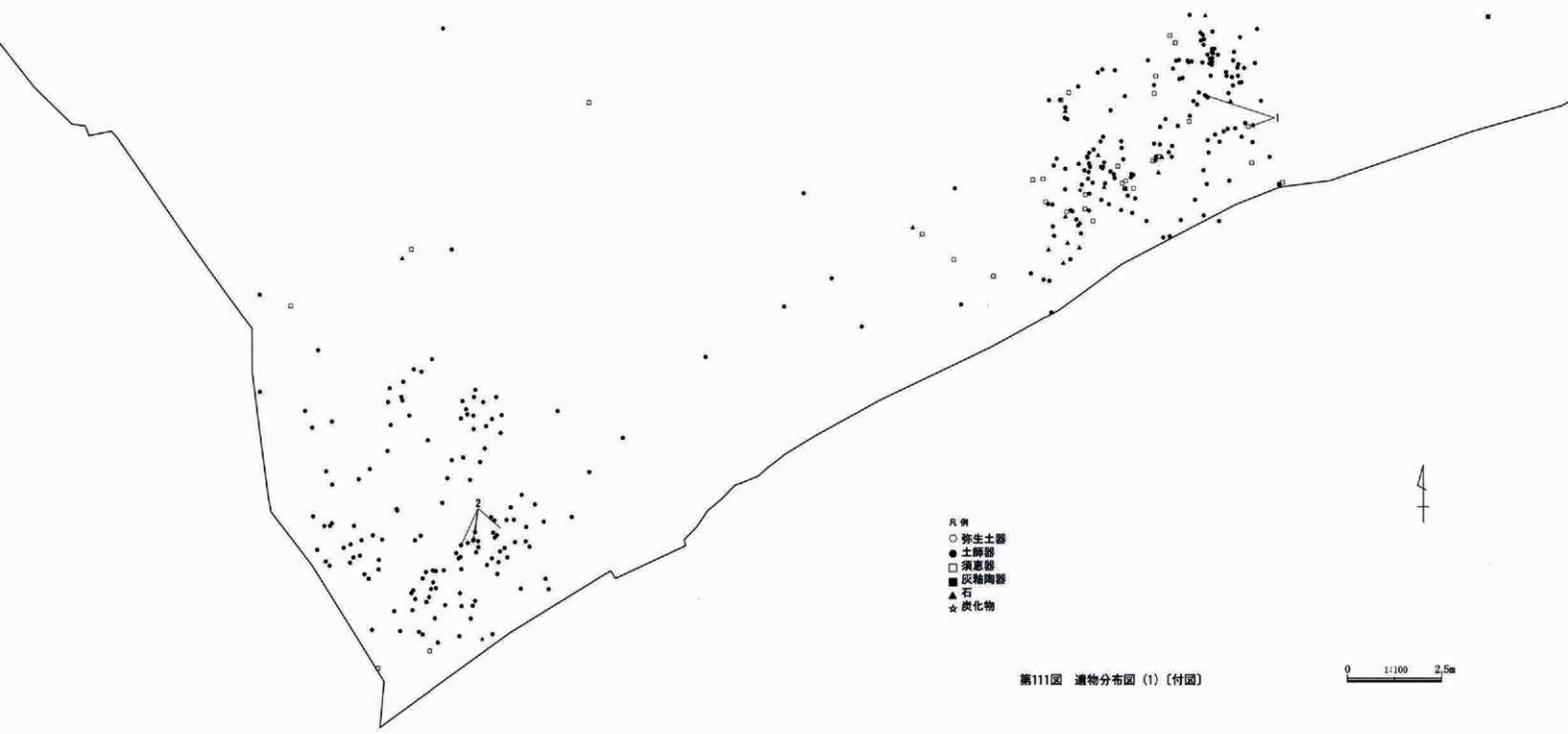 1
2
凡 例
弥生土器
土師器
須恵器
灰釉陶器
石
炭化物
第111図 遺物分布図（1）〔付図〕
0 1:100 2.5m